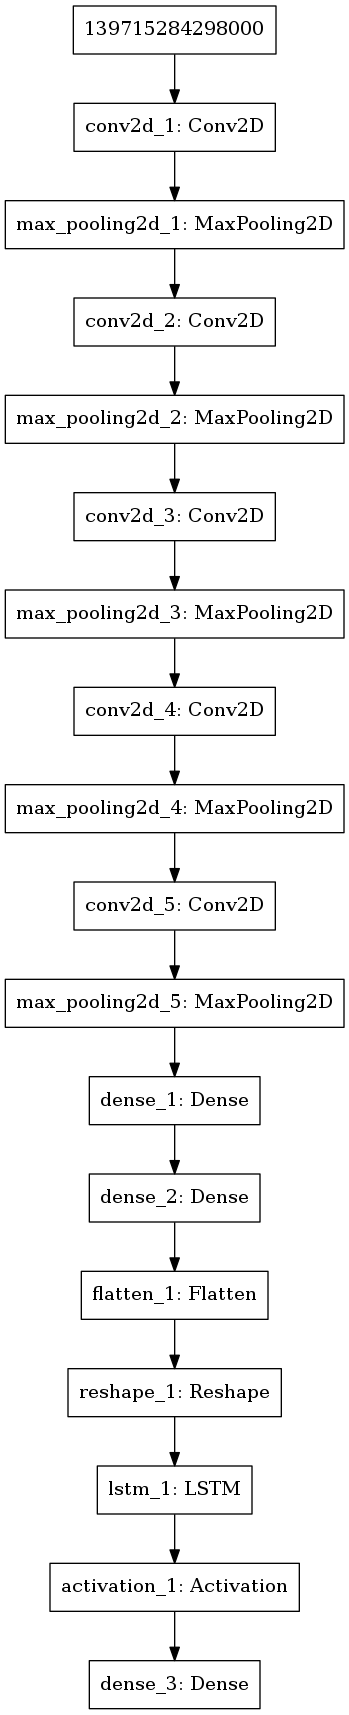 139715284298000
conv2d_1: Conv2D
max_pooling2d_1: MaxPooling2D
conv2d_2: Conv2D
max_pooling2d_2: MaxPooling2D
conv2d_3: Conv2D
max_pooling2d_3: MaxPooling2D
conv2d_4: Conv2D
max_pooling2d_4: MaxPooling2D
conv2d_5: Conv2D
max_pooling2d_5: MaxPooling2D
dense_1: Dense
dense_2: Dense
flatten_1: Flatten
reshape_1: Reshape
lstm_1: LSTM
activation_1: Activation
dense_3: Dense